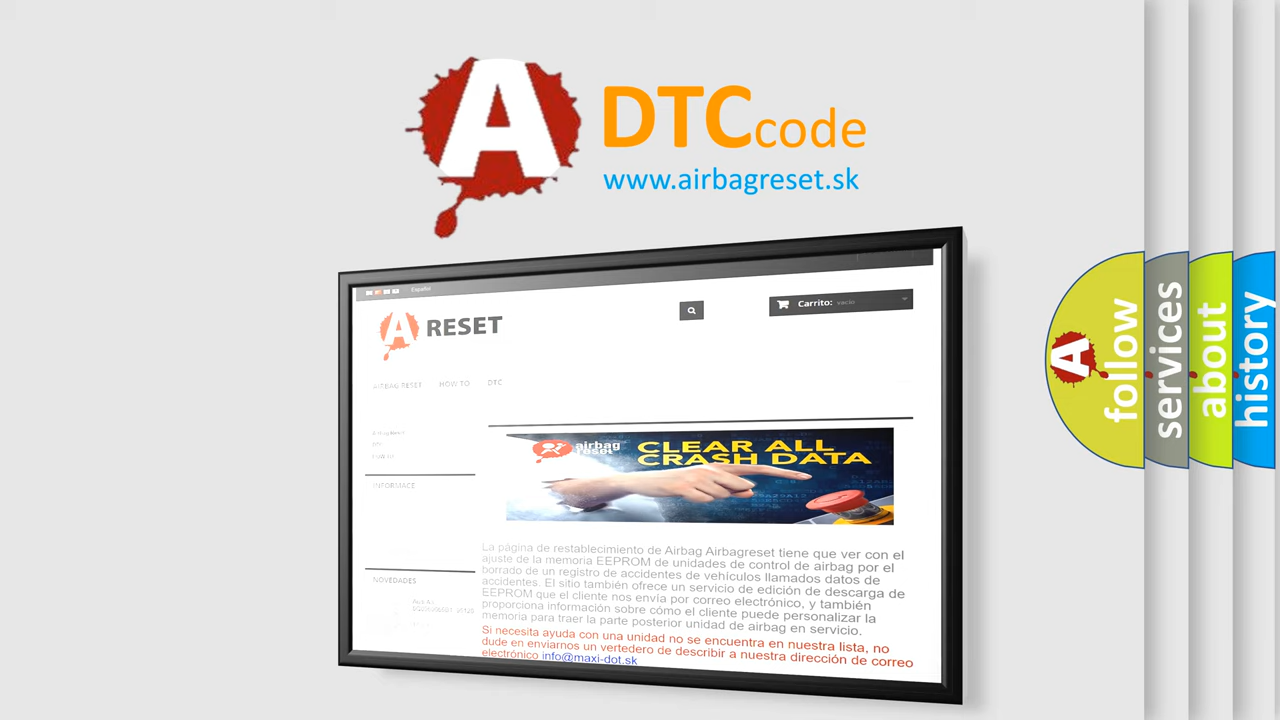 A
DTCcode
www.airbagreset.sk
Español
A RESET
Carrito: vacío
AIRBAG RESET HOW TO DTC
INFORMACE
CLEAR ALL
CRASH DATA
airbag
reset
La página de restablecimiento de Airbag Airbagreset tiene que ver con el
ajuste de la memoria EEPROM de unidades de control de airbag por el
borrado de un registro de accidentes de vehículos llamados datos de
accidentes. El sitio también ofrece un servicio de edición de descarga de
EEPROM que el cliente nos envía por correo electrónico, y también
proporciona información sobre cómo el cliente puede personalizar la
memoria para traer la parte posterior unidad de airbag en servicio.
Si necesita ayuda con una unidad no se encuentra en nuestra lista, no
dude en enviarnos un vertedero de describir a nuestra dirección de correo
electrónico info@maxi-dot.sk
NOVEDADES
A
follow
services
about
history